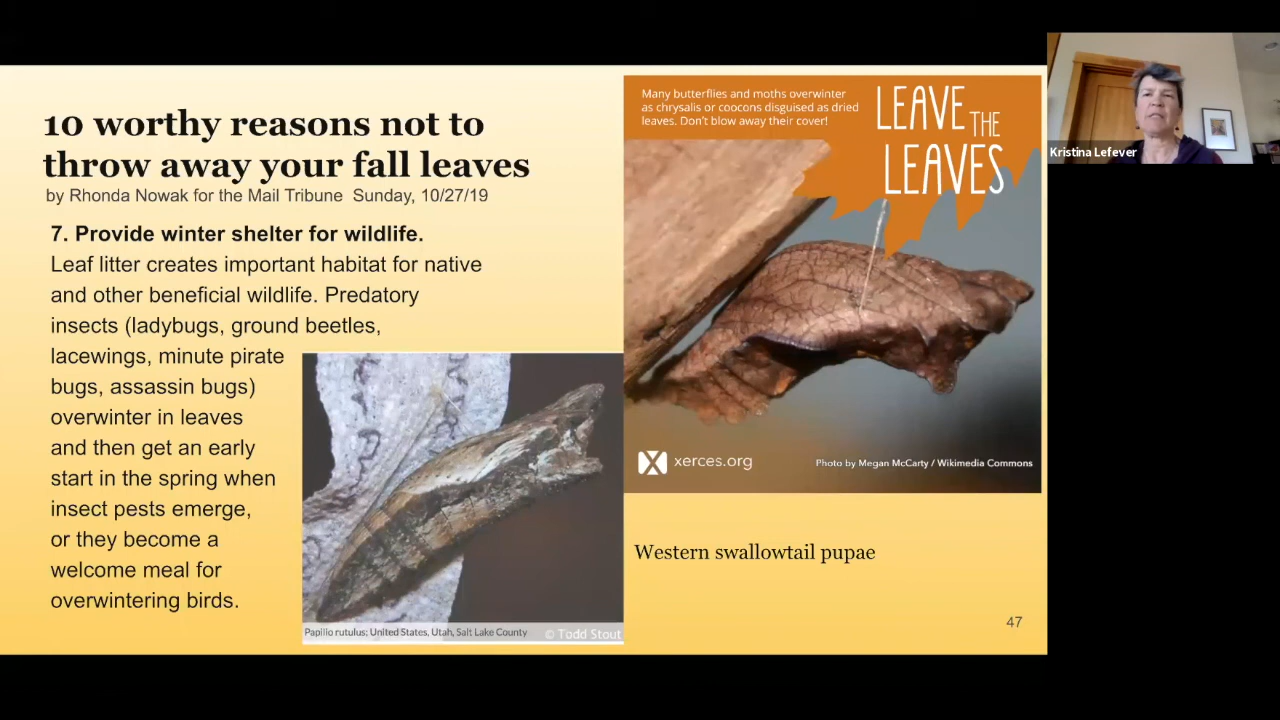 10 worthy reasons not to
throw away your fall leaves
by Rhonda Nowak for the Mail Tribune Sunday, 10/27/19
7. Provide winter shelter for wildlife.
Leaf litter creates important habitat for native
and other beneficial wildlife. Predatory
insects (ladybugs, ground beetles,
lacewings, minute pirate
bugs, assassin bugs)
overwinter in leaves
and then get an early
start in the spring when
insect pests emerge,
or they become a
welcome meal for
overwintering birds.
Papilio rutulus; United States, Utah, Salt Lake County
© Todd Stout
Many butterflies and moths overwinter
as chrysalis or coocons disguised as dried
leaves. Don't blow away their cover!
LEAVE THE
LEAVES
xerces.org
Photo by Megan McCarty / Wikimedia Commons
Western swallowtail pupae
47
Kristina Lefever